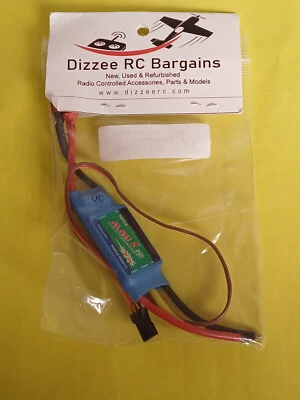 Dizzee RC Bargains
New, Used & Refurbished
Radio Controlled Accessories, Parts & Models
www.dizzeerc.com